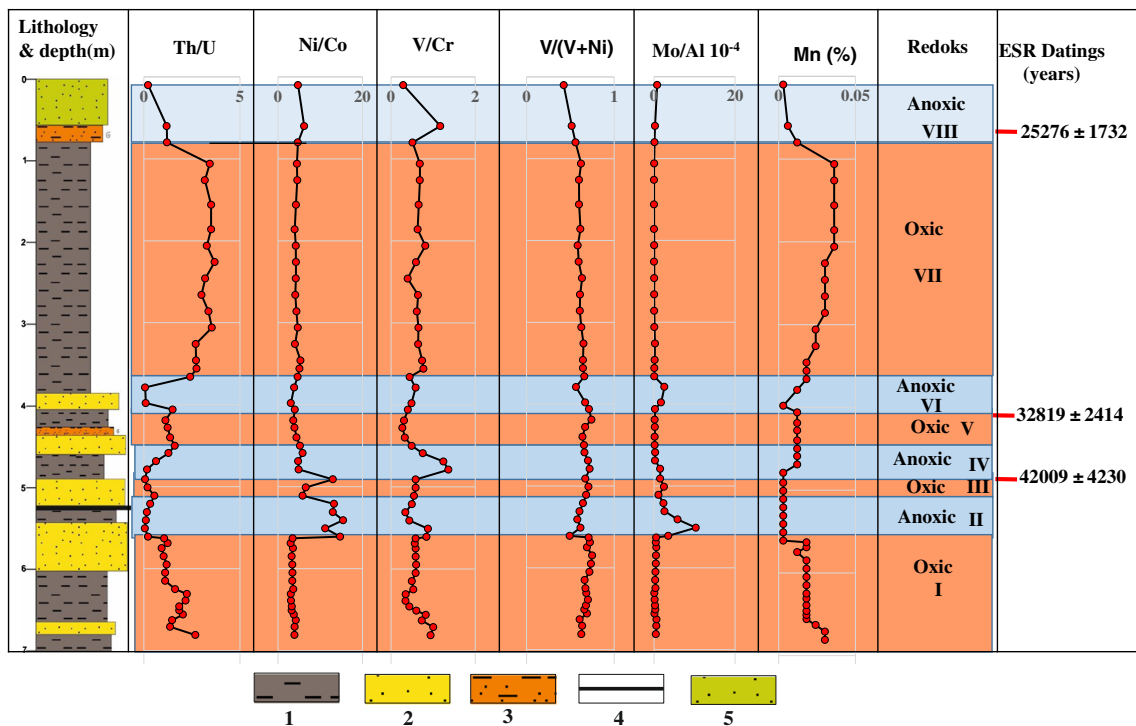 Lithology
& depth(m)
Th/U
Ni/Co
V/Cr
V/(V+Ni)
Mo/Al 10-4
Mn (%)
Redoks
ESR Datings
(years)
0
0 5
0 20
0 2
0 1
0 20
0 0.05
Anoxic
VIII
25276 ± 1732
6
1
Oxic
2
VII
3
Anoxic
VI
4
32819 ± 2414
Oxic V
Anoxic IV
42009 ± 4230
5
Oxic III
Anoxic II
6
Oxic
I
7
1 2 3 4 5